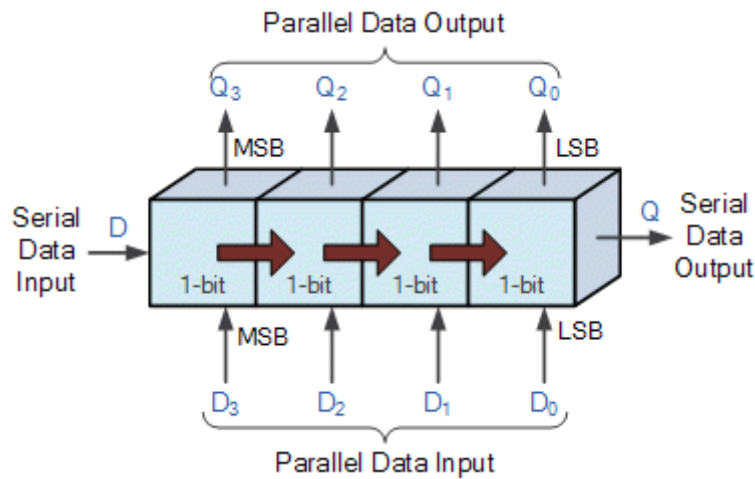 Parallel Data Output
Q₃ Q₂ Q₁ Q₀
MSB LSB
Serial
Data
Input
D
Q
Serial
Data
Output
1-bit 1-bit 1-bit 1-bit
MSB LSB
D₃ D₂ D₁ D₀
Parallel Data Input